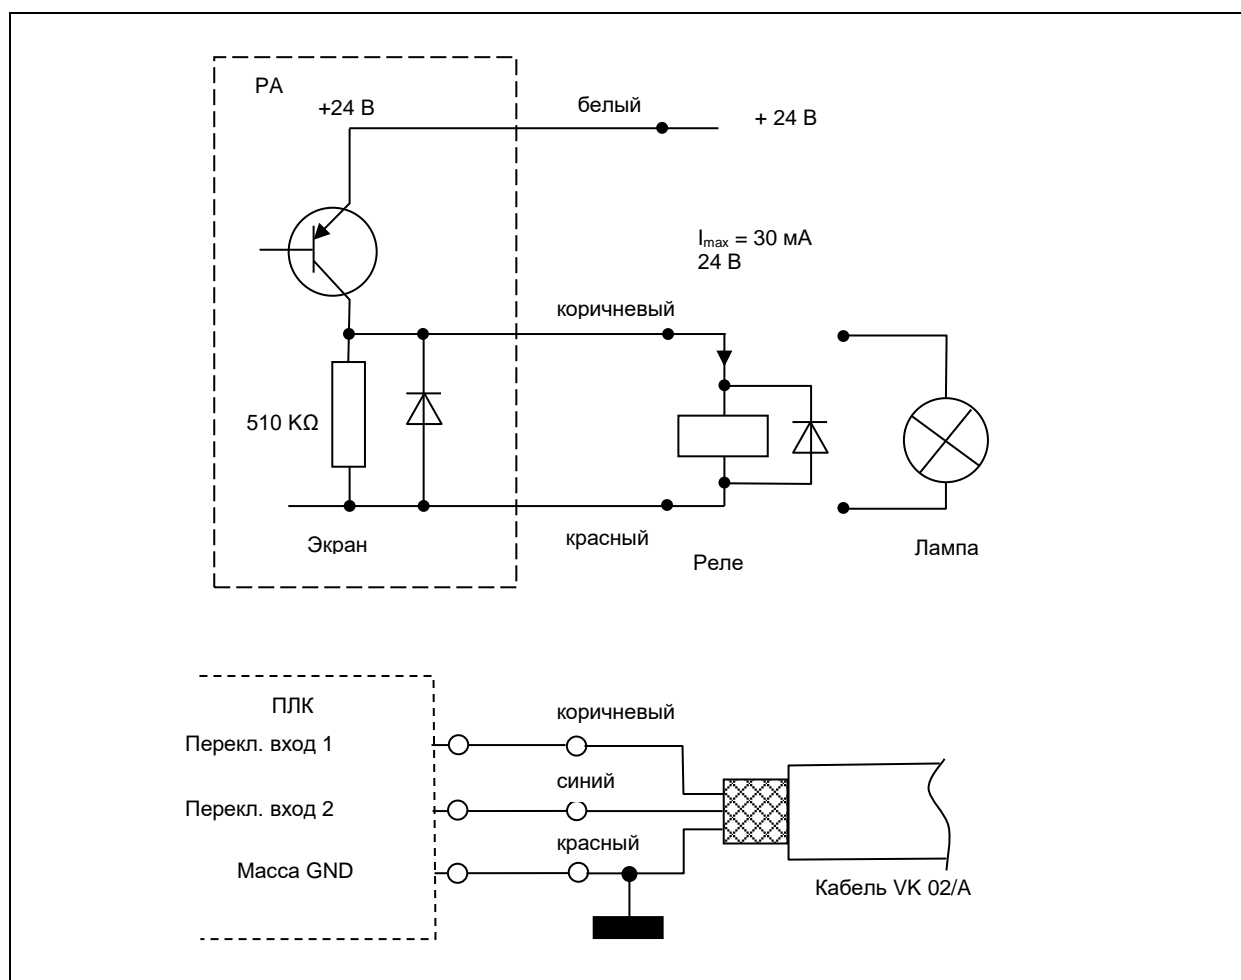 PA
+24 В
белый
+ 24 В
Imax = 30 мА
24 В
коричневый
510 KΩ
Экран
красный
Реле
Лампа
ПЛК
коричневый
Перекл. вход 1
синий
Перекл. вход 2
красный
Масса GND
Кабель VK 02/A